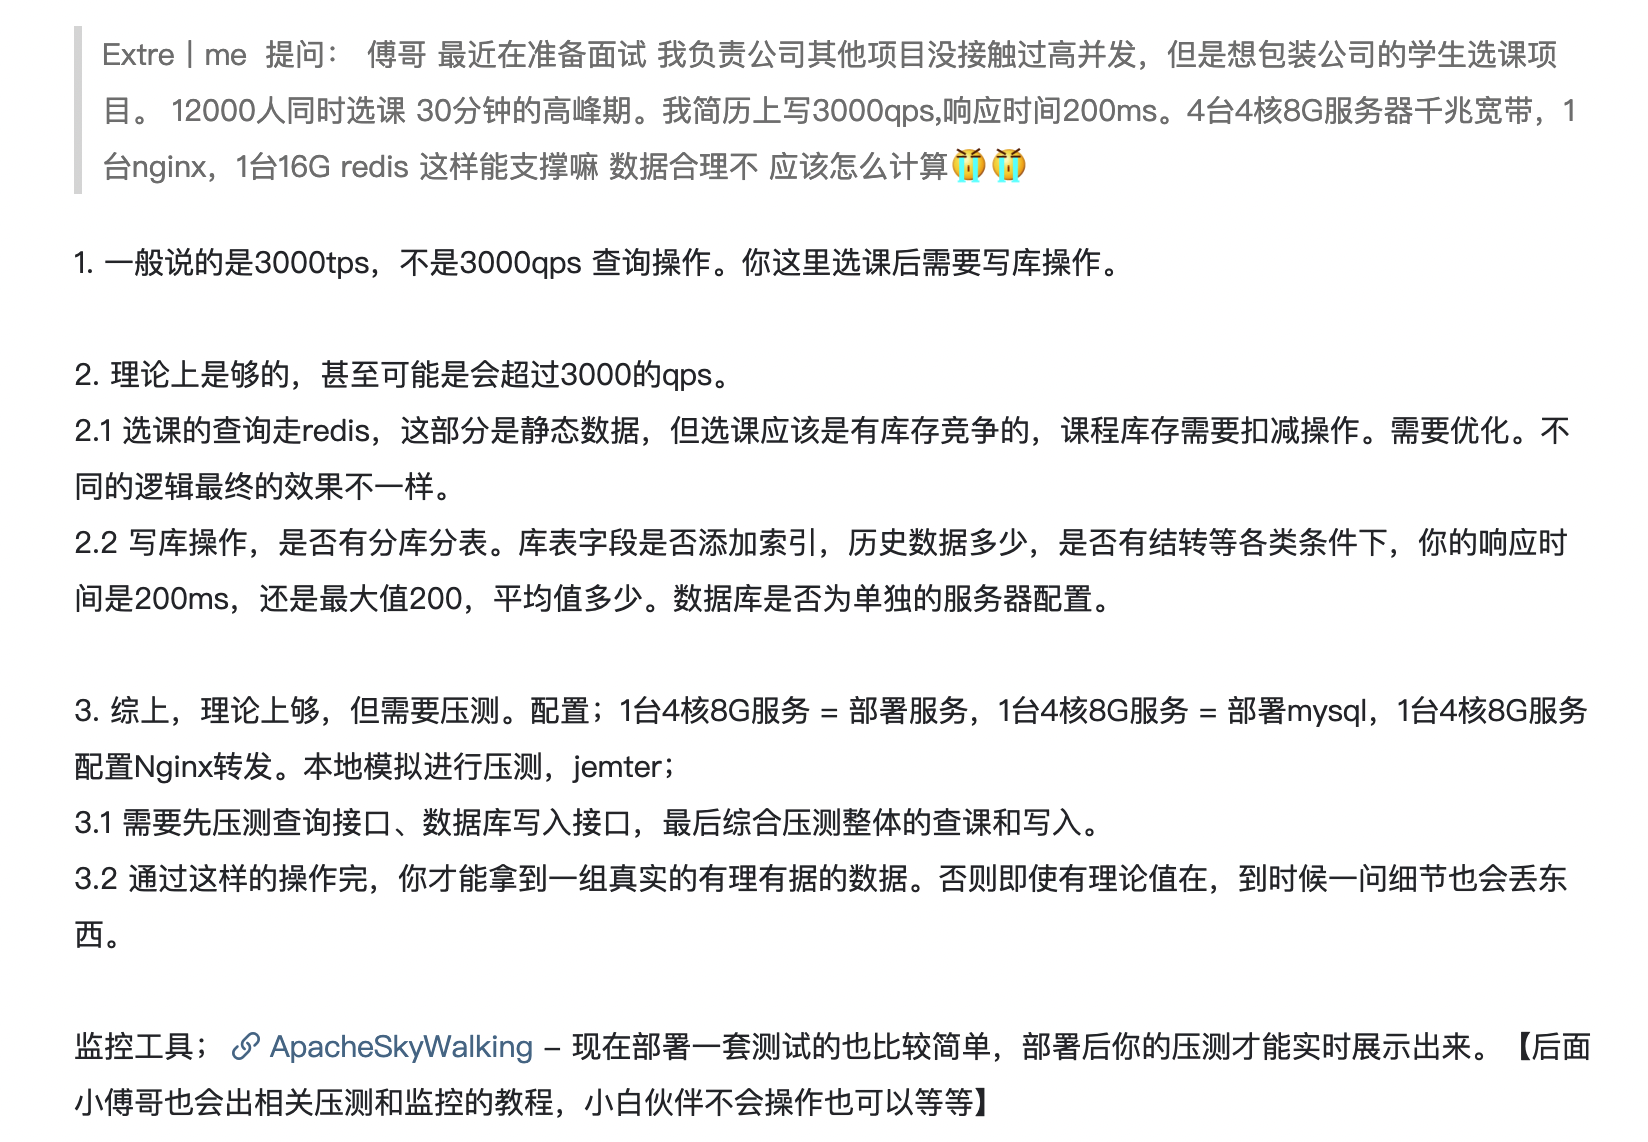 Extre | me 提问： 傅哥 最近在准备面试 我负责公司其他项目没接触过高并发，但是想包装公司的学生选课项
目。 12000人同时选课 30分钟的高峰期。我简历上写3000qps,响应时间200ms。4台4核8G服务器千兆宽带，1
台nginx，1台16G redis 这样能支撑嘛 数据合理不 应该怎么计算😭😭
1. 一般说的是3000tps，不是3000qps 查询操作。你这里选课后需要写库操作。
2. 理论上是够的，甚至可能是会超过3000的qps。
2.1 选课的查询走redis，这部分是静态数据，但选课应该是有库存竞争的，课程库存需要扣减操作。需要优化。不
同的逻辑最终的效果不一样。
2.2 写库操作，是否有分库分表。库表字段是否添加索引，历史数据多少，是否有结转等各类条件下，你的响应时
间是200ms，还是最大值200，平均值多少。数据库是否为单独的服务器配置。
3. 综上，理论上够，但需要压测。配置；1台4核8G服务 = 部署服务，1台4核8G服务 = 部署mysql，1台4核8G服务
配置Nginx转发。本地模拟进行压测，jemter；
3.1 需要先压测查询接口、数据库写入接口，最后综合压测整体的查课和写入。
3.2 通过这样的操作完，你才能拿到一组真实的有理有据的数据。否则即使有理论值在，到时候一问细节也会丢东
西。
监控工具； ApacheSkyWalking – 现在部署一套测试的也比较简单，部署后你的压测才能实时展示出来。【后面
小傅哥也会出相关压测和监控的教程，小白伙伴不会操作也可以等等】